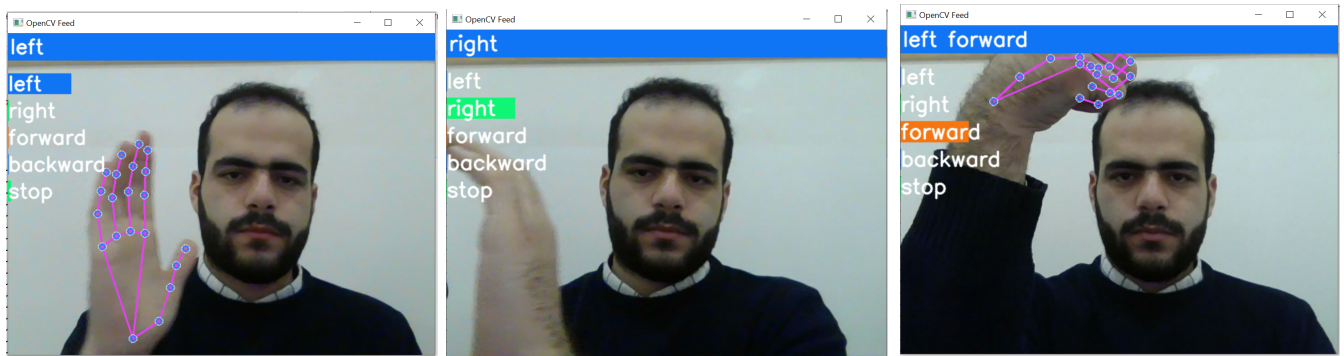 OpenCV Feed
left
left
right
forward
backward
stop
OpenCV Feed
right
left
right
forward
backward
stop
OpenCV Feed
left forward
left
right
forward
backward
stop